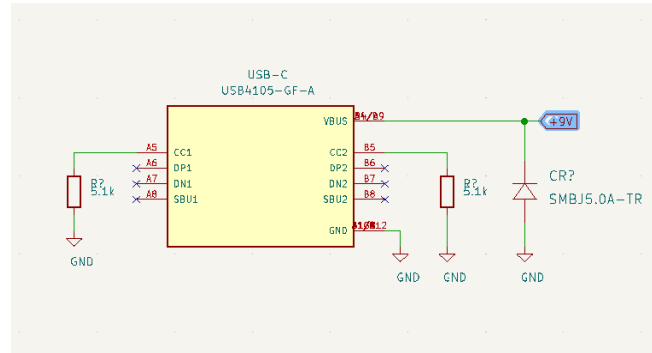 USB-C
USB4105-GF-A
VBUS
+9V
A5
CC1
CC2
B5
A6
DP1
DP2
B6
CR?
R?
5.1k
A7
DN1
DN2
B7
R?
5.1k
SMBJ5.0A-TR
A8
SBU1
SBU2
B8
GND
GND
GND
GND
GND